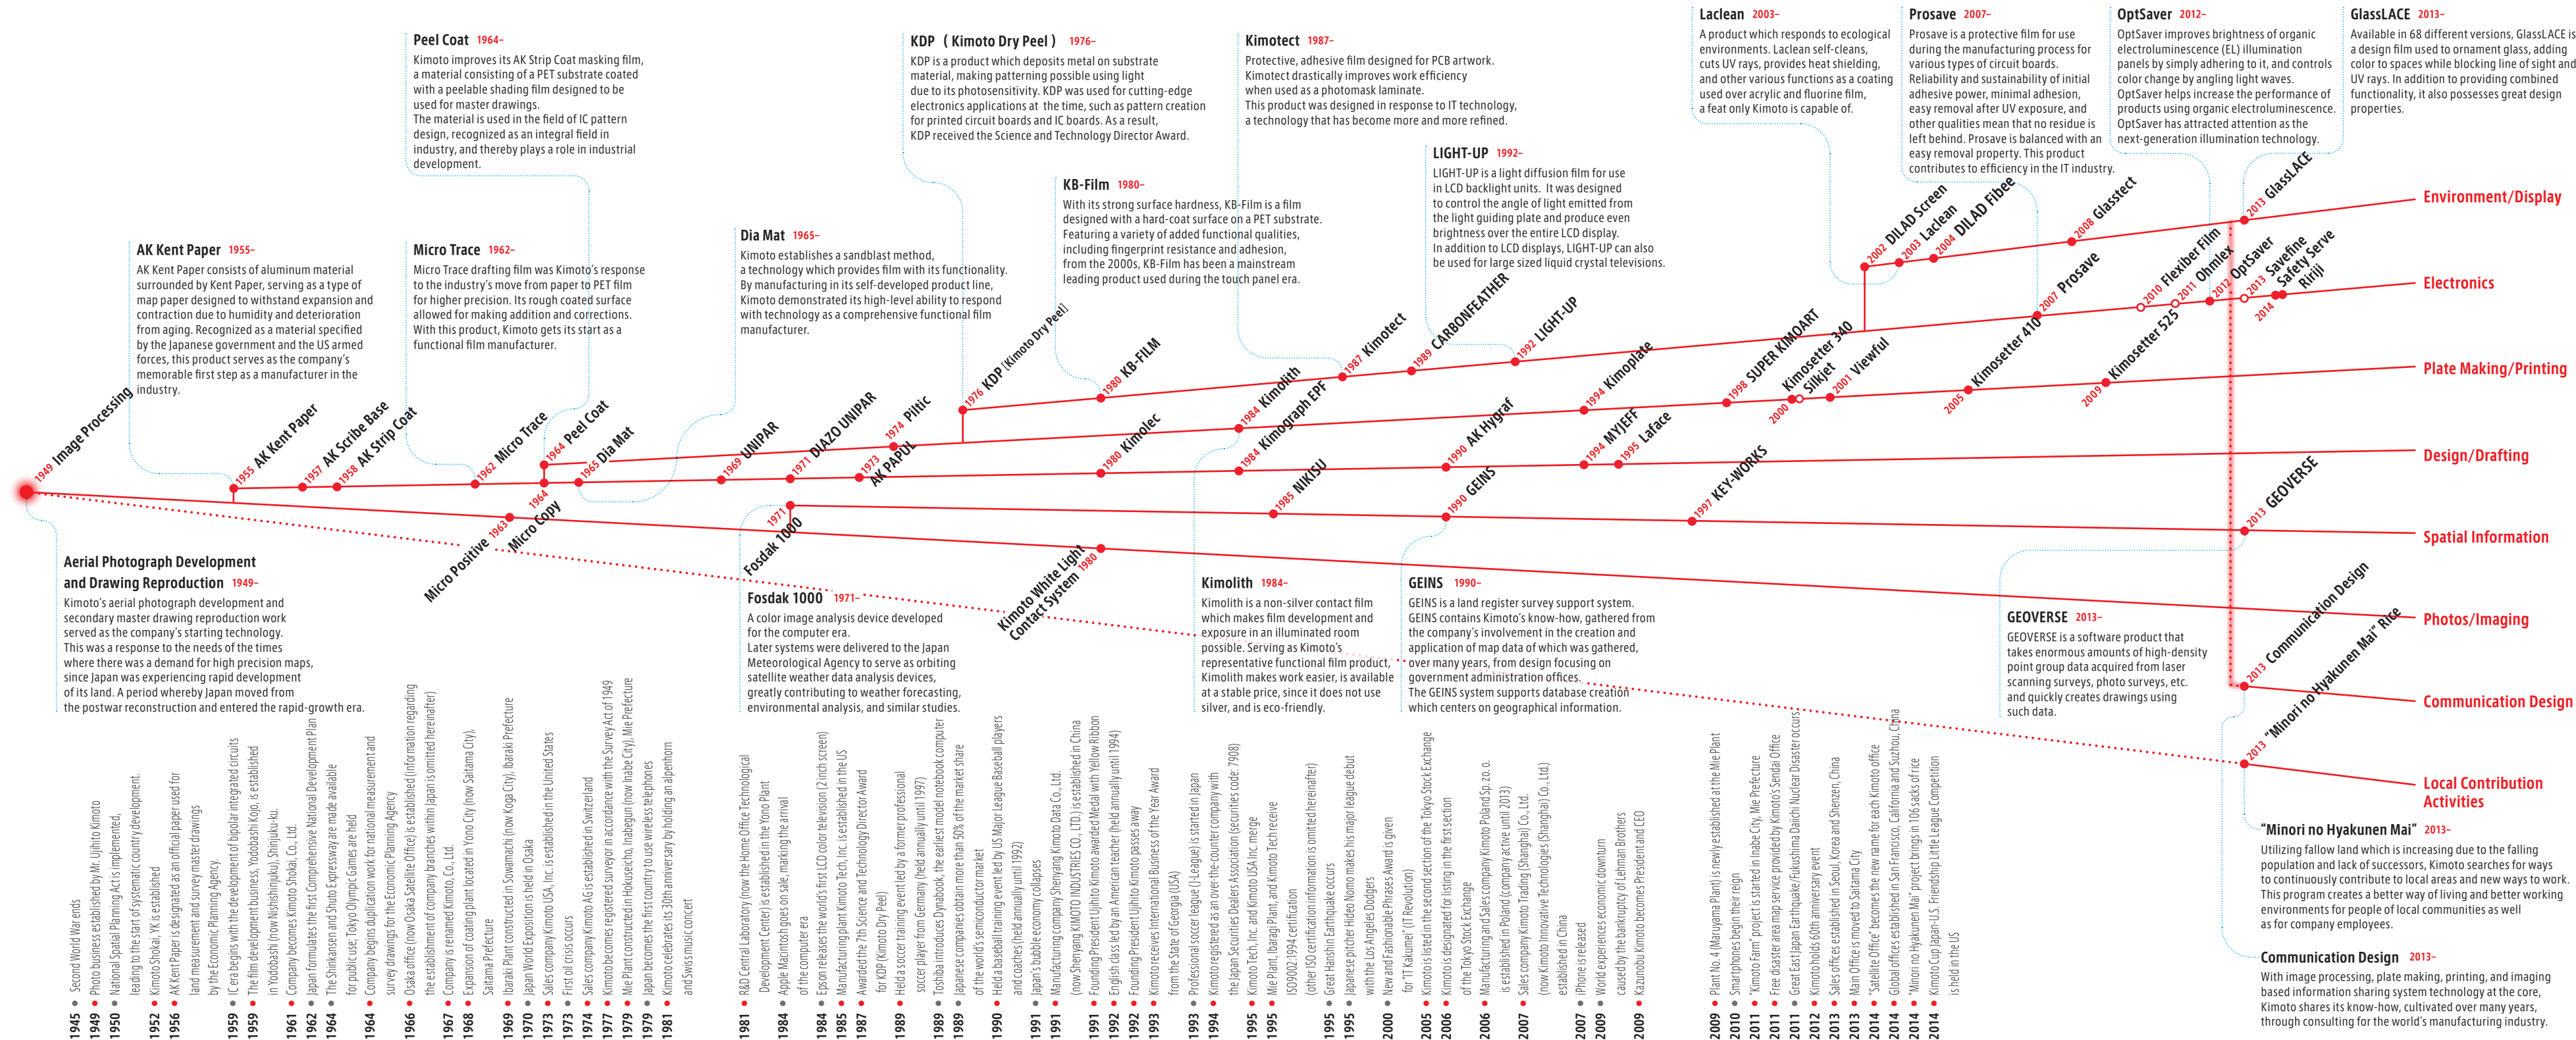 Peel Coat 1964–
Kimoto improves its AK Strip Coat masking film,
a material consisting of a PET substrate coated
with a peelable shading film designed to be
used for master drawings.
The material is used in the field of IC pattern
design, recognized as an integral field in
industry, and thereby plays a role in industrial
development.
KDP ( Kimoto Dry Peel ) 1976–
KDP is a product which deposits metal on substrate
material, making patterning possible using light
due to its photosensitivity. KDP was used for cutting-edge
electronics applications at the time, such as pattern creation
for printed circuit boards and IC boards. As a result,
KDP received the Science and Technology Director Award.
Kimotect 1987–
Protective, adhesive film designed for PCB artwork.
Kimotect drastically improves work efficiency
when used as a photomask laminate.
This product was designed in response to IT technology,
a technology that has become more and more refined.
Laclean 2003–
A product which responds to ecological
environments. Laclean self-cleans,
cuts UV rays, provides heat shielding,
and other various functions as a coating
used over acrylic and fluorine film,
a feat only Kimoto is capable of.
Prosave 2007–
Prosave is a protective film for use
during the manufacturing process for
various types of circuit boards.
Reliability and sustainability of initial
adhesive power, minimal adhesion,
easy removal after UV exposure, and
other qualities mean that no residue is
left behind. Prosave is balanced with an
easy removal property. This product
contributes to efficiency in the IT industry.
OptSaver 2012–
OptSaver improves brightness of organic
electroluminescence (EL) illumination
panels by simply adhering to it, and controls
color change by angling light waves.
OptSaver helps increase the performance of
products using organic electroluminescence.
OptSaver has attracted attention as the
next-generation illumination technology.
GlassLACE 2013–
Available in 68 different versions, GlassLACE is
a design film used to ornament glass, adding
color to spaces while blocking line of sight and
UV rays. In addition to providing combined
functionality, it also possesses great design
properties.
LIGHT-UP 1992–
LIGHT-UP is a light diffusion film for use
in LCD backlight units. It was designed
to control the angle of light emitted from
the light guiding plate and produce even
brightness over the entire LCD display.
In addition to LCD displays, LIGHT-UP can also
be used for large sized liquid crystal televisions.
KB-Film 1980–
With its strong surface hardness, KB-Film is a film
designed with a hard-coat surface on a PET substrate.
Featuring a variety of added functional qualities,
including fingerprint resistance and adhesion,
from the 2000s, KB-Film has been a mainstream
leading product used during the touch panel era.
AK Kent Paper 1955–
AK Kent Paper consists of aluminum material
surrounded by Kent Paper, serving as a type of
map paper designed to withstand expansion and
contraction due to humidity and deterioration
from aging. Recognized as a material specified
by the Japanese government and the US armed
forces, this product serves as the company's
memorable first step as a manufacturer in the
industry.
Micro Trace 1962–
Micro Trace drafting film was Kimoto's response
to the industry's move from paper to PET film
for higher precision. Its rough coated surface
allowed for making addition and corrections.
With this product, Kimoto gets its start as a
functional film manufacturer.
Dia Mat 1965–
Kimoto establishes a sandblast method,
a technology which provides film with its functionality.
By manufacturing in its self-developed product line,
Kimoto demonstrated its high-level ability to respond
with technology as a comprehensive functional film
manufacturer.
2002 DILAD Screen
2003 Laclean
2004 DILAD Fibee
2008 Glasstect
2013 GlassLACE
Environment/Display
1976 KDP [Kimoto Dry Peel]
1980 KB-FILM
1987 Kimotect
1989 CARBONFEATHER
1992 LIGHT-UP
2007 Prosave
2010 Flexiber Film
2011 Ohmlex
2012 OptSaver
2013 Savefine
Safety Serve
2014 Ririji
Electronics
1964 Peel Coat
1974 Piltic
1984 Kimolith
1994 Kimoplate
1998 SUPER KIMOART
Kimosetter 340
2000 Silkjet
2001 Viewful
2005 Kimosetter 410
2009 Kimosetter 525
Plate Making/Printing
1955 AK Kent Paper
1957 AK Scribe Base
1958 AK Strip Coat
1962 Micro Trace
1964 Micro Copy
1965 Dia Mat
1969 UNIPAR
1971 DIAZO UNIPAR
1973 AK PAPUL
1980 Kimolec
1984 Kimograph EPF
1990 AK Hygraf
1994 MYJEFF
1995 Laface
Design/Drafting
1971 Fosdak 1000
1985 NIKISU
1990 GEINS
1997 KEY-WORKS
2013 GEOVERSE
Spatial Information
1949 Image Processing
Micro Positive 1963
Kimoto White Light
Contact System 1980
Photos/Imaging
2013 Communication Design
Communication Design
2013 "Minori no Hyakunen Mai" Rice
Local Contribution
Activities
Aerial Photograph Development
and Drawing Reproduction 1949–
Kimoto's aerial photograph development and
secondary master drawing reproduction work
served as the company's starting technology.
This was a response to the needs of the times
where there was a demand for high precision maps,
since Japan was experiencing rapid development
of its land. A period whereby Japan moved from
the postwar reconstruction and entered the rapid-growth era.
Fosdak 1000 1971–
A color image analysis device developed
for the computer era.
Later systems were delivered to the Japan
Meteorological Agency to serve as orbiting
satellite weather data analysis devices,
greatly contributing to weather forecasting,
environmental analysis, and similar studies.
Kimolith 1984–
Kimolith is a non-silver contact film
which makes film development and
exposure in an illuminated room
possible. Serving as Kimoto's
representative functional film product,
Kimolith makes work easier, is available
at a stable price, since it does not use
silver, and is eco-friendly.
GEINS 1990–
GEINS is a land register survey support system.
GEINS contains Kimoto's know-how, gathered from
the company's involvement in the creation and
application of map data of which was gathered,
over many years, from design focusing on
government administration offices.
The GEINS system supports database creation
which centers on geographical information.
GEOVERSE 2013–
GEOVERSE is a software product that
takes enormous amounts of high-density
point group data acquired from laser
scanning surveys, photo surveys, etc.
and quickly creates drawings using
such data.
"Minori no Hyakunen Mai" 2013–
Utilizing fallow land which is increasing due to the falling
population and lack of successors, Kimoto searches for ways
to continuously contribute to local areas and new ways to work.
This program creates a better way of living and better working
environments for people of local communities as well
as for company employees.
Communication Design 2013–
With image processing, plate making, printing, and imaging
based information sharing system technology at the core,
Kimoto shares its know-how, cultivated over many years,
through consulting for the world's manufacturing industry.
1945 Second World War ends
1949 Photo business established by Mr. Ujihito Kimoto
1950 National Spatial Planning Act is implemented,
leading to the start of systematic country development.
1952 Kimoto Shokai, YK is established
1956 AK Kent Paper is designated as an official paper used for
land measurement and survey master drawings
by the Economic Planning Agency.
1959 IC era begins with the development of bipolar integrated circuits
1959 The film development business, Yodobashi Kojo, is established
in Yodobashi (now Nishishinjuku), Shinjuku-ku.
1961 Company becomes Kimoto Shokai, Co., Ltd.
1962 Japan formulates the first Comprehensive National Development Plan
1964 The Shinkansen and Shuto Expressway are made available
for public use; Tokyo Olympic Games are held
1964 Company begins duplication work for national measurement and
survey drawings for the Economic Planning Agency
1966 Osaka office (now Osaka Satellite Office) is established (information regarding
the establishment of company branches within Japan is omitted hereinafter)
1967 Company is renamed Kimoto, Co., Ltd.
1968 Expansion of coating plant located in Yono City (now Saitama City),
Saitama Prefecture
1969 Ibaraki Plant constructed in Sowamachi (now Koga City), Ibaraki Prefecture
1970 Japan World Exposition is held in Osaka
1973 Sales company Kimoto USA, Inc. is established in the United States
1973 First oil crisis occurs
1974 Sales company Kimoto AG is established in Switzerland
1977 Kimoto becomes registered surveyor in accordance with the Survey Act of 1949
1979 Mie Plant constructed in Hokuseicho, Inabegun (now Inabe City), Mie Prefecture
1979 Japan becomes the first country to use wireless telephones
1981 Kimoto celebrates its 30th anniversary by holding an alpenhorn
and Swiss music concert
1981 R&D Central Laboratory (now the Home Office Technological
Development Center) is established in the Yono Plant
1984 Apple Macintosh goes on sale, marking the arrival
of the computer era
1984 Epson releases the world's first LCD color television (2 inch screen)
1985 Manufacturing plant Kimoto Tech, Inc. is established in the US
1987 Awarded the 7th Science and Technology Director Award
for KDP (Kimoto Dry Peel)
1989 Held a soccer training event led by a former professional
soccer player from Germany (held annually until 1997)
1989 Toshiba introduces Dynabook, the earliest model notebook computer
1989 Japanese companies obtain more than 50% of the market share
of the world's semiconductor market
1990 Held a baseball training event led by US Major League Baseball players
and coaches (held annually until 1992)
1991 Japan's bubble economy collapses
1991 Manufacturing company Shenyang Kimoto Data Co., Ltd.
(now Shenyang KIMOTO INDUSTRIES CO., LTD.) is established in China
1991 Founding President Ujihito Kimoto awarded Medal with Yellow Ribbon
1992 English class led by an American teacher (held annually until 1994)
1992 Founding President Ujihito Kimoto passes away
1993 Kimoto receives International Business of the Year Award
from the State of Georgia (USA)
1993 Professional soccer league (J-League) is started in Japan
1994 Kimoto registered as an over-the-counter company with
the Japan Securities Dealers Association (securities code: 7908)
1995 Kimoto Tech, Inc. and Kimoto USA Inc. merge
1995 Mie Plant, Ibaragi Plant, and Kimoto Tech receive
ISO9002:1994 certification
(other ISO certification information is omitted hereinafter)
1995 Great Hanshin Earthquake occurs
1995 Japanese pitcher Hideo Nomo makes his major league debut
with the Los Angeles Dodgers
2000 New and Fashionable Phrases Award is given
for "IT Kakumei" (IT Revolution)
2005 Kimoto is listed in the second section of the Tokyo Stock Exchange
2006 Kimoto is designated for listing in the first section
of the Tokyo Stock Exchange
2006 Manufacturing and Sales company Kimoto Poland Sp. zo. o.
is established in Poland (company active until 2013)
2007 Sales company Kimoto Trading (Shanghai) Co., Ltd.
(now Kimoto Innovative Technologies (Shanghai) Co., Ltd.)
established in China
2007 iPhone is released
2009 World experiences economic downturn
caused by the bankruptcy of Lehman Brothers
2009 Kazunobu Kimoto becomes President and CEO
2009 Plant No. 4 (Maruyama Plant) is newly established at the Mie Plant
2010 Smartphones begin their reign
2011 "Kimoto Farm" project is started in Inabe City, Mie Prefecture
2011 Free disaster area map service provided by Kimoto's Sendai Office
2011 Great East Japan Earthquake/Fukushima Daiichi Nuclear Disaster occurs
2012 Kimoto holds 60th anniversary event
2013 Sales offices established in Seoul, Korea and Shenzen, China
2013 Main Office is moved to Saitama City
2014 "Satellite Office" becomes the new name for each Kimoto office
2014 Global offices established in San Francisco, California and Suzhou, China
2014 "Minori no Hyakunen Mai" project brings in 106 sacks of rice
2014 Kimoto Cup Japan-U.S. Friendship Little League Competition
is held in the US